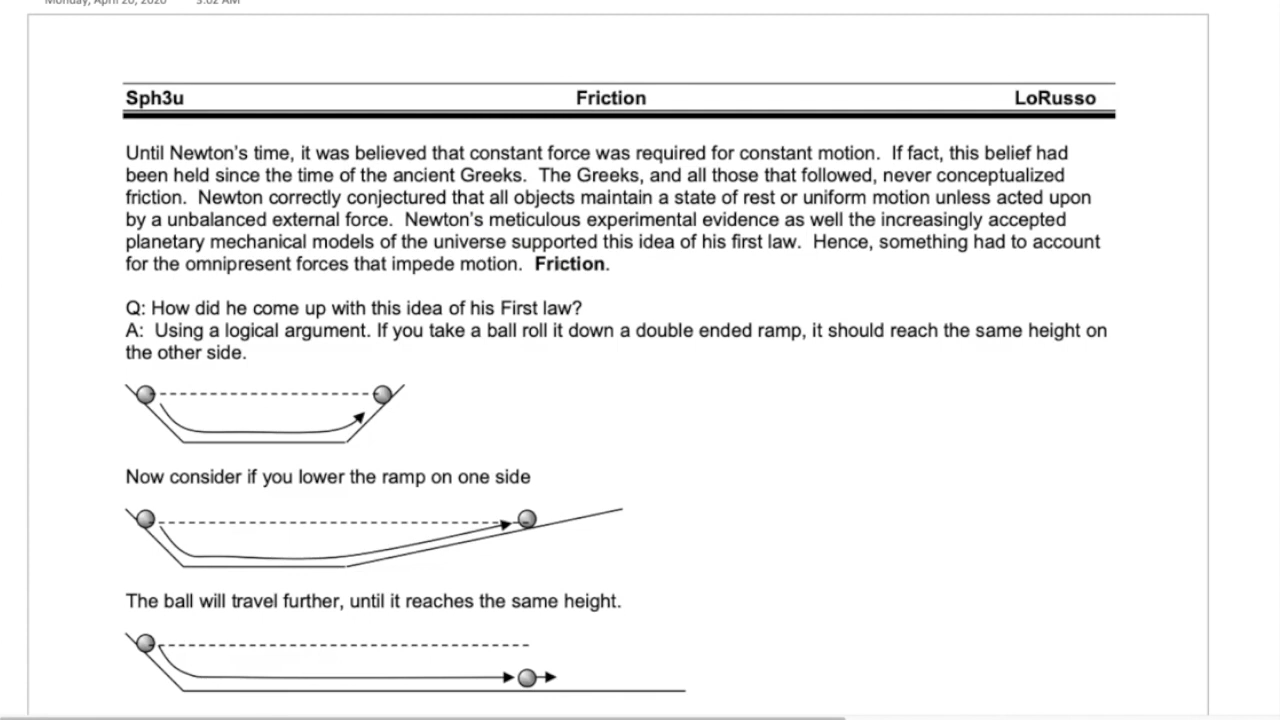 Monday, April 20, 2020 3:02 AM
Sph3u Friction LoRusso
Until Newton's time, it was believed that constant force was required for constant motion. If fact, this belief had
been held since the time of the ancient Greeks. The Greeks, and all those that followed, never conceptualized
friction. Newton correctly conjectured that all objects maintain a state of rest or uniform motion unless acted upon
by a unbalanced external force. Newton's meticulous experimental evidence as well the increasingly accepted
planetary mechanical models of the universe supported this idea of his first law. Hence, something had to account
for the omnipresent forces that impede motion. Friction.
Q: How did he come up with this idea of his First law?
A: Using a logical argument. If you take a ball roll it down a double ended ramp, it should reach the same height on
the other side.
Now consider if you lower the ramp on one side
The ball will travel further, until it reaches the same height.